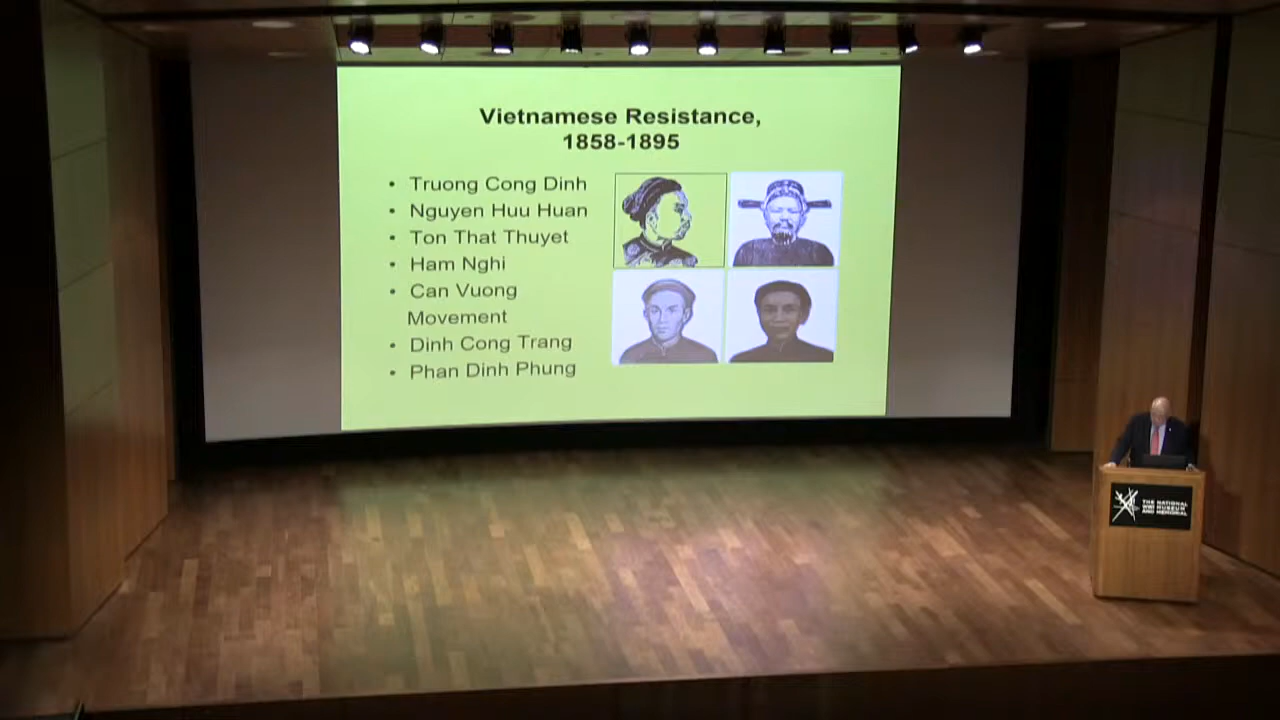 Vietnamese Resistance,
1858-1895
• Truong Cong Dinh
• Nguyen Huu Huan
• Ton That Thuyet
• Ham Nghi
• Can Vuong
Movement
• Dinh Cong Trang
• Phan Dinh Phung
THE NATIONAL
WWI MUSEUM
AND MEMORIAL